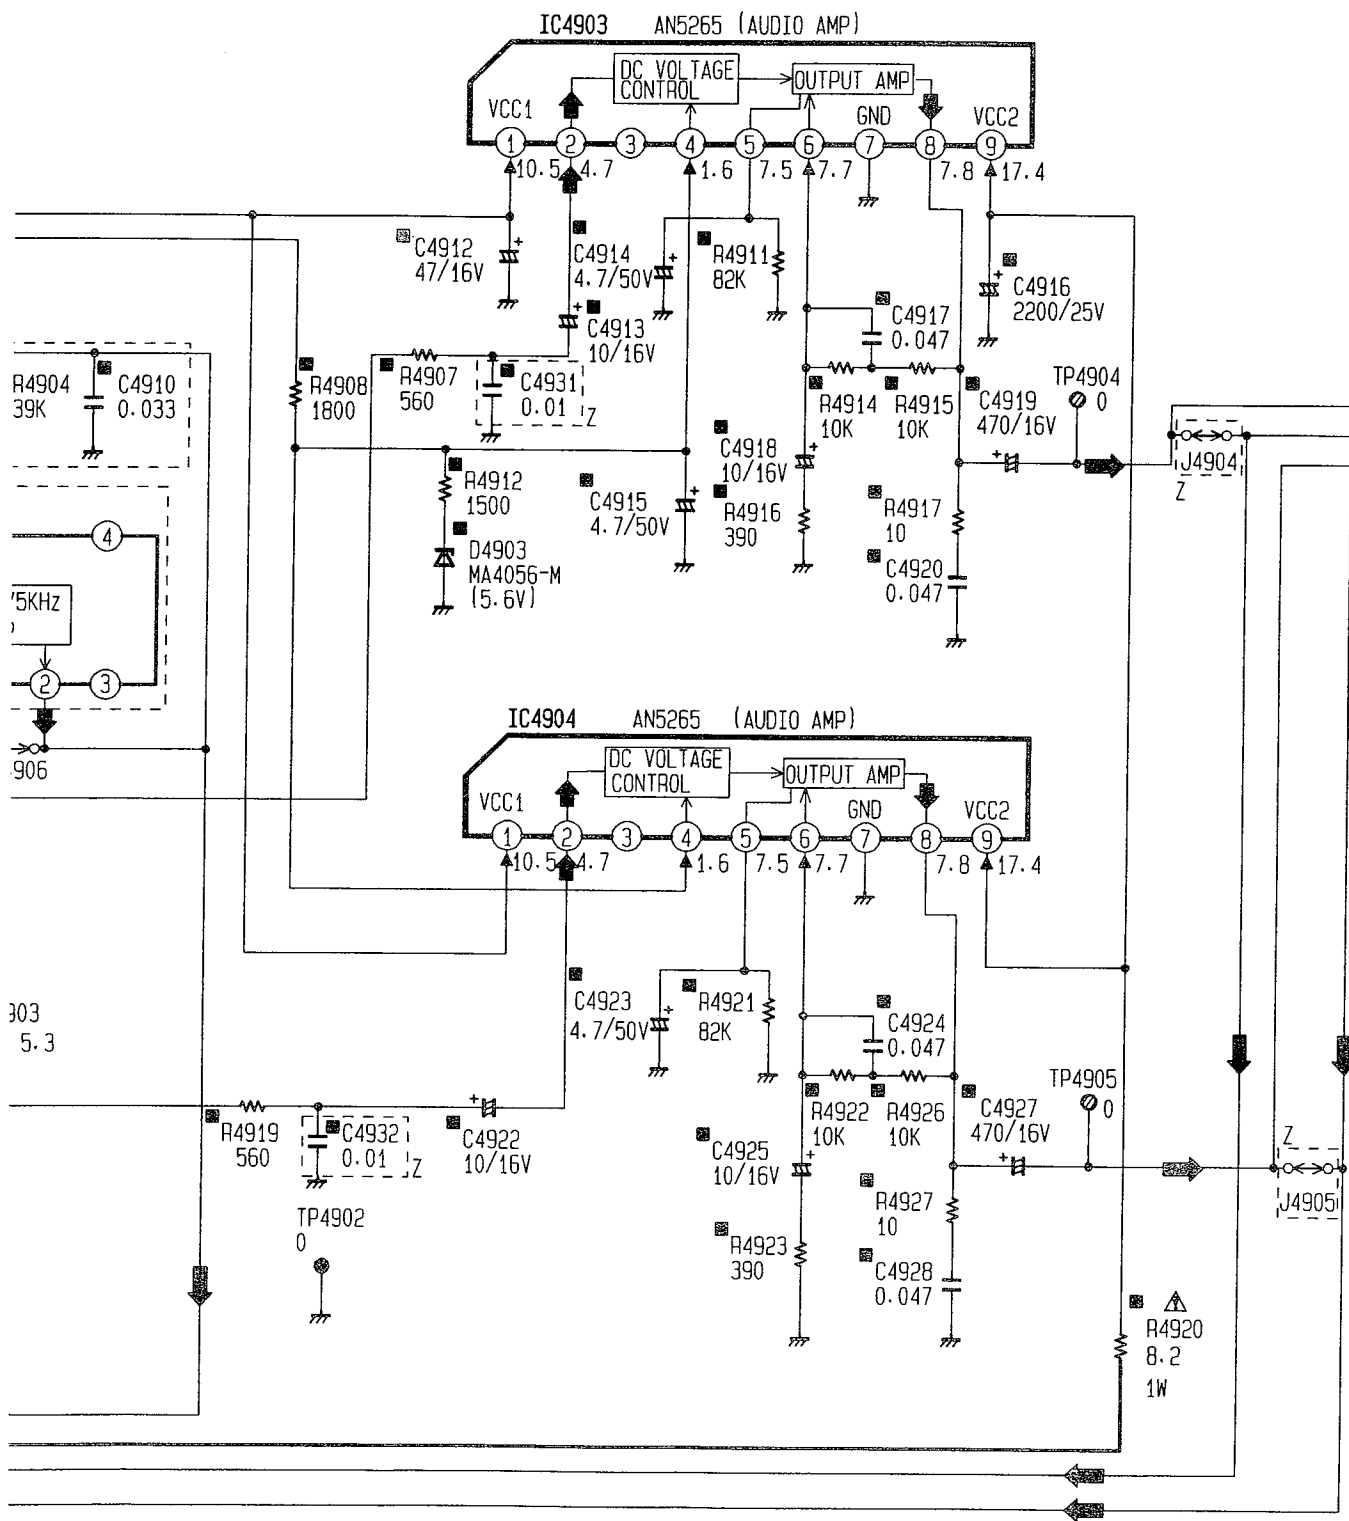 IC4903 AN5265 (AUDIO AMP)
DC VOLTAGE
CONTROL
OUTPUT AMP
VCC1
GND
VCC2
1 2 3 4 5 6 7 8 9
10.5 4.7 1.6 7.5 7.7 7.8 17.4
C4912
47/16V
C4914
4.7/50V
R4911
82K
C4916
2200/25V
C4913
10/16V
C4917
0.047
R4904
39K
C4910
0.033
R4908
1800
R4907
560
C4931
0.01
Z
R4914
10K
R4915
10K
C4919
470/16V
TP4904
0
J4904
Z
C4918
10/16V
R4912
1500
C4915
4.7/50V
R4916
390
R4917
10
D4903
MA4056-M
(5.6V)
C4920
0.047
4
75KHz
2 3
4906
IC4904 AN5265 (AUDIO AMP)
DC VOLTAGE
CONTROL
OUTPUT AMP
VCC1
GND
VCC2
1 2 3 4 5 6 7 8 9
10.5 4.7 1.6 7.5 7.7 7.8 17.4
C4923
4.7/50V
R4921
82K
C4924
0.047
903
5.3
R4919
560
C4932
0.01
Z
C4922
10/16V
R4922
10K
R4926
10K
C4927
470/16V
TP4905
0
C4925
10/16V
R4927
10
Z
J4905
TP4902
0
R4923
390
C4928
0.047
R4920
8.2
1W